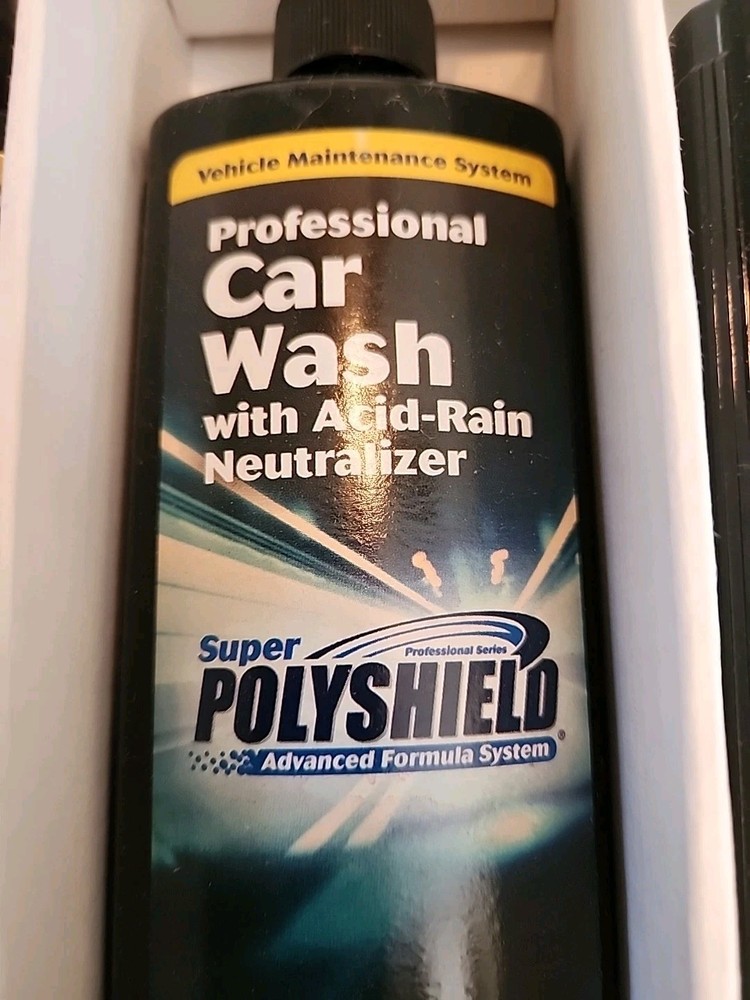 Vehicle Maintenance System
Professional
Car
Wash
with Acid-Rain
Neutralizer
Super
Professional Series
POLYSHIELD®
Advanced Formula System